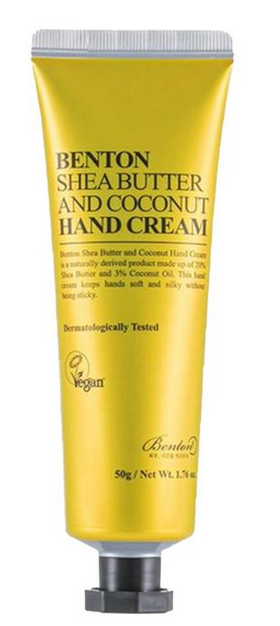 BENTON
SHEA BUTTER
AND COCONUT
HAND CREAM
Benton Shea Butter and Coconut Hand Cream
is a naturally derived product made up of 20%
Shea Butter and 3% Coconut Oil. This hand
cream keeps hands soft and silky without
being sticky.
Dermatologically Tested
Vegan
Benton
50g / Net Wt. 1.76 oz.